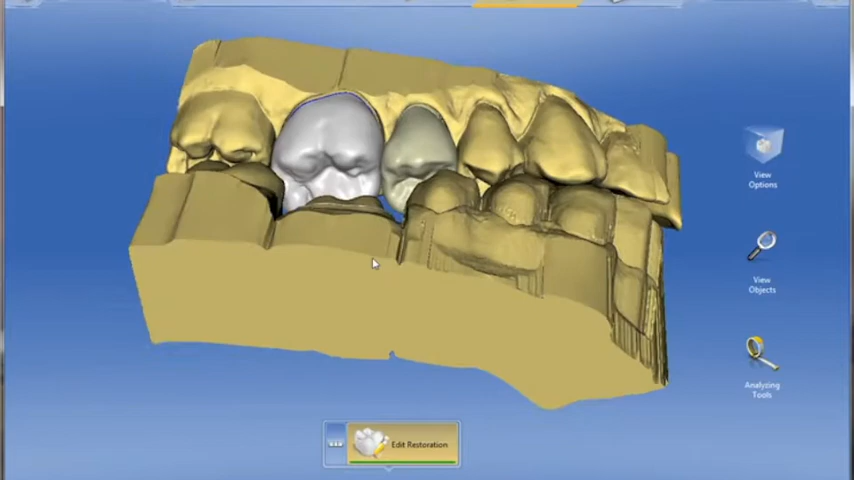 View
Options
View
Objects
Analyzing
Tools
Edit Restoration